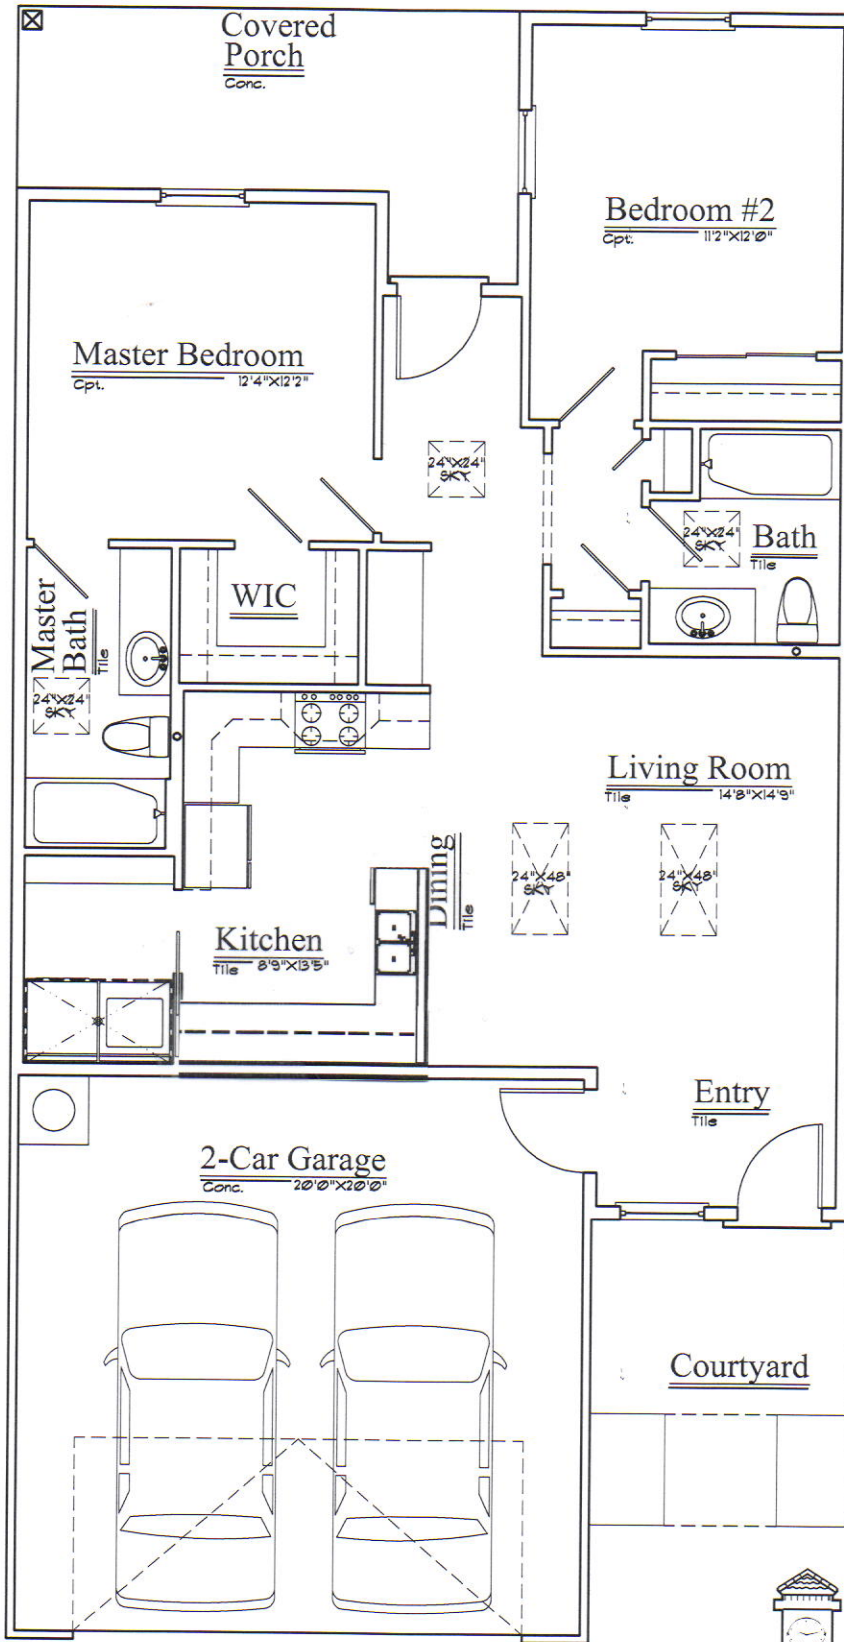 Covered
Porch
Conc.
Bedroom #2
Cpt. 11'2"X12'0"
Master Bedroom
Cpt. 12'4"X12'2"
24"X24"
SKY
24"X24"
SKY
Bath
Tile
WIC
Master
Bath
Tile
24"X24"
SKY
Living Room
Tile 14'8"X14'9"
Dining
Tile
24"X48"
SKY
24"X48"
SKY
Kitchen
Tile 8'9"X13'5"
Entry
Tile
2-Car Garage
Conc. 20'0"X20'0"
Courtyard